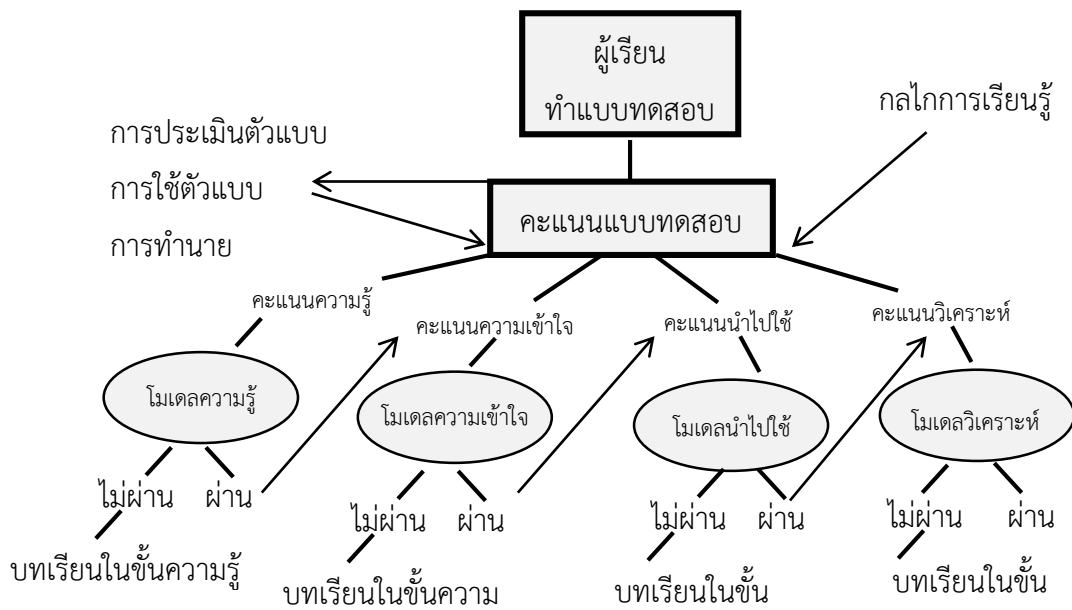 ผู้เรียน
ทำแบบทดสอบ
กลไกการเรียนรู้
การประเมินตัวแบบ
การใช้ตัวแบบ
การทำนาย
คะแนนแบบทดสอบ
คะแนนความรู้
คะแนนความเข้าใจ
คะแนนนำไปใช้
คะแนนวิเคราะห์
โมเดลความรู้
โมเดลความเข้าใจ
โมเดลนำไปใช้
โมเดลวิเคราะห์
ไม่ผ่าน ผ่าน
ไม่ผ่าน ผ่าน
ไม่ผ่าน ผ่าน
ไม่ผ่าน ผ่าน
บทเรียนในขั้นความรู้
บทเรียนในขั้นความ
บทเรียนในขั้น
บทเรียนในขั้น